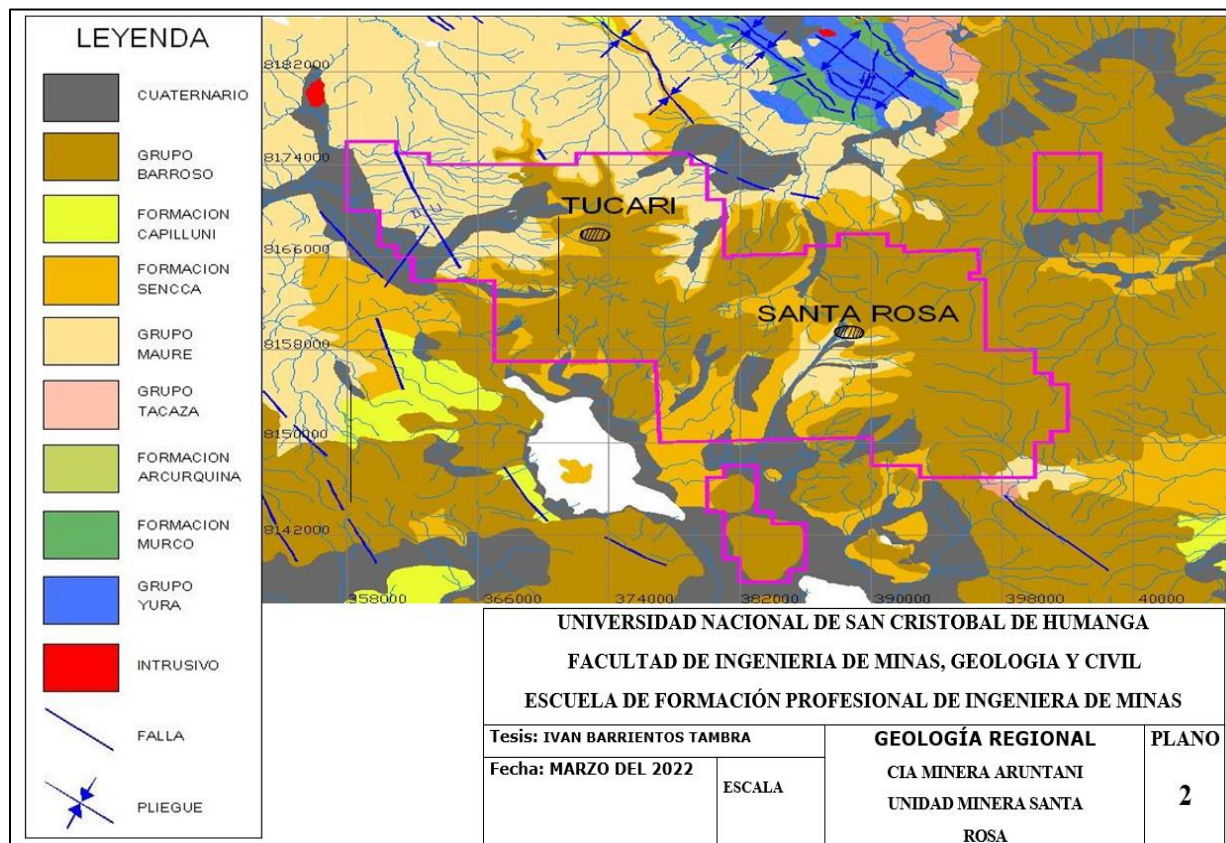 LEYENDA
CUATERNARIO
GRUPO
BARROSO
FORMACION
CAPILLUNI
FORMACION
SENCCA
GRUPO
MAURE
GRUPO
TACAZA
FORMACION
ARCURQUINA
FORMACION
MURCO
GRUPO
YURA
INTRUSIVO
FALLA
PLIEGUE
8182000
8174000
TUCARI
8166000
SANTA ROSA
8158000
8150000
8142000
358000 366000 374000 382000 390000 398000 40000
UNIVERSIDAD NACIONAL DE SAN CRISTOBAL DE HUMANGA
FACULTAD DE INGENIERIA DE MINAS, GEOLOGIA Y CIVIL
ESCUELA DE FORMACIÓN PROFESIONAL DE INGENIERA DE MINAS
Tesis: IVAN BARRIENTOS TAMBRA
Fecha: MARZO DEL 2022
ESCALA
GEOLOGÍA REGIONAL
CIA MINERA ARUNTANI
UNIDAD MINERA SANTA
ROSA
PLANO
2